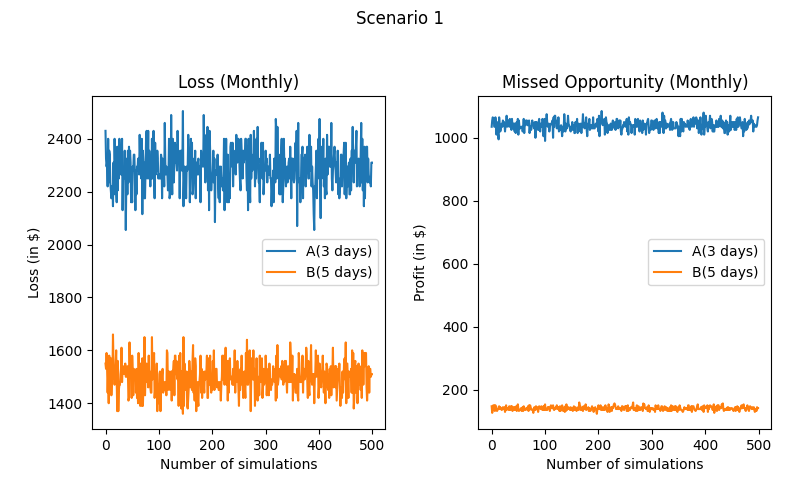 Scenario 1
Loss (Monthly)
Loss (in $)
2400
2200
2000
1800
1600
1400
A(3 days)
B(5 days)
0
100
200
300
400
500
Number of simulations
Missed Opportunity (Monthly)
Profit (in $)
1000
800
600
400
200
A(3 days)
B(5 days)
0
100
200
300
400
500
Number of simulations